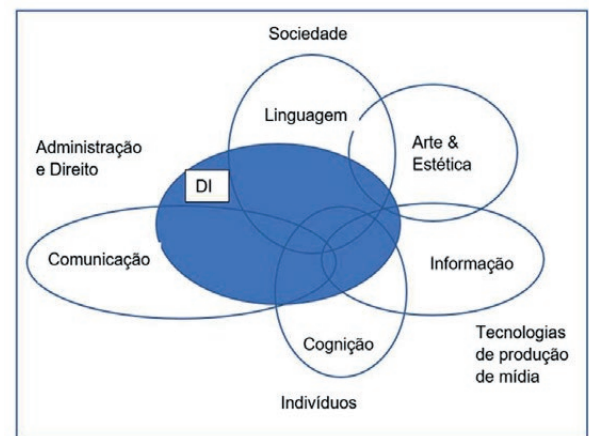 Sociedade
Linguagem
Arte &
Estética
Administração
e Direito
DI
Comunicação
Informação
Cognição
Tecnologias
de produção
de mídia
Indivíduos